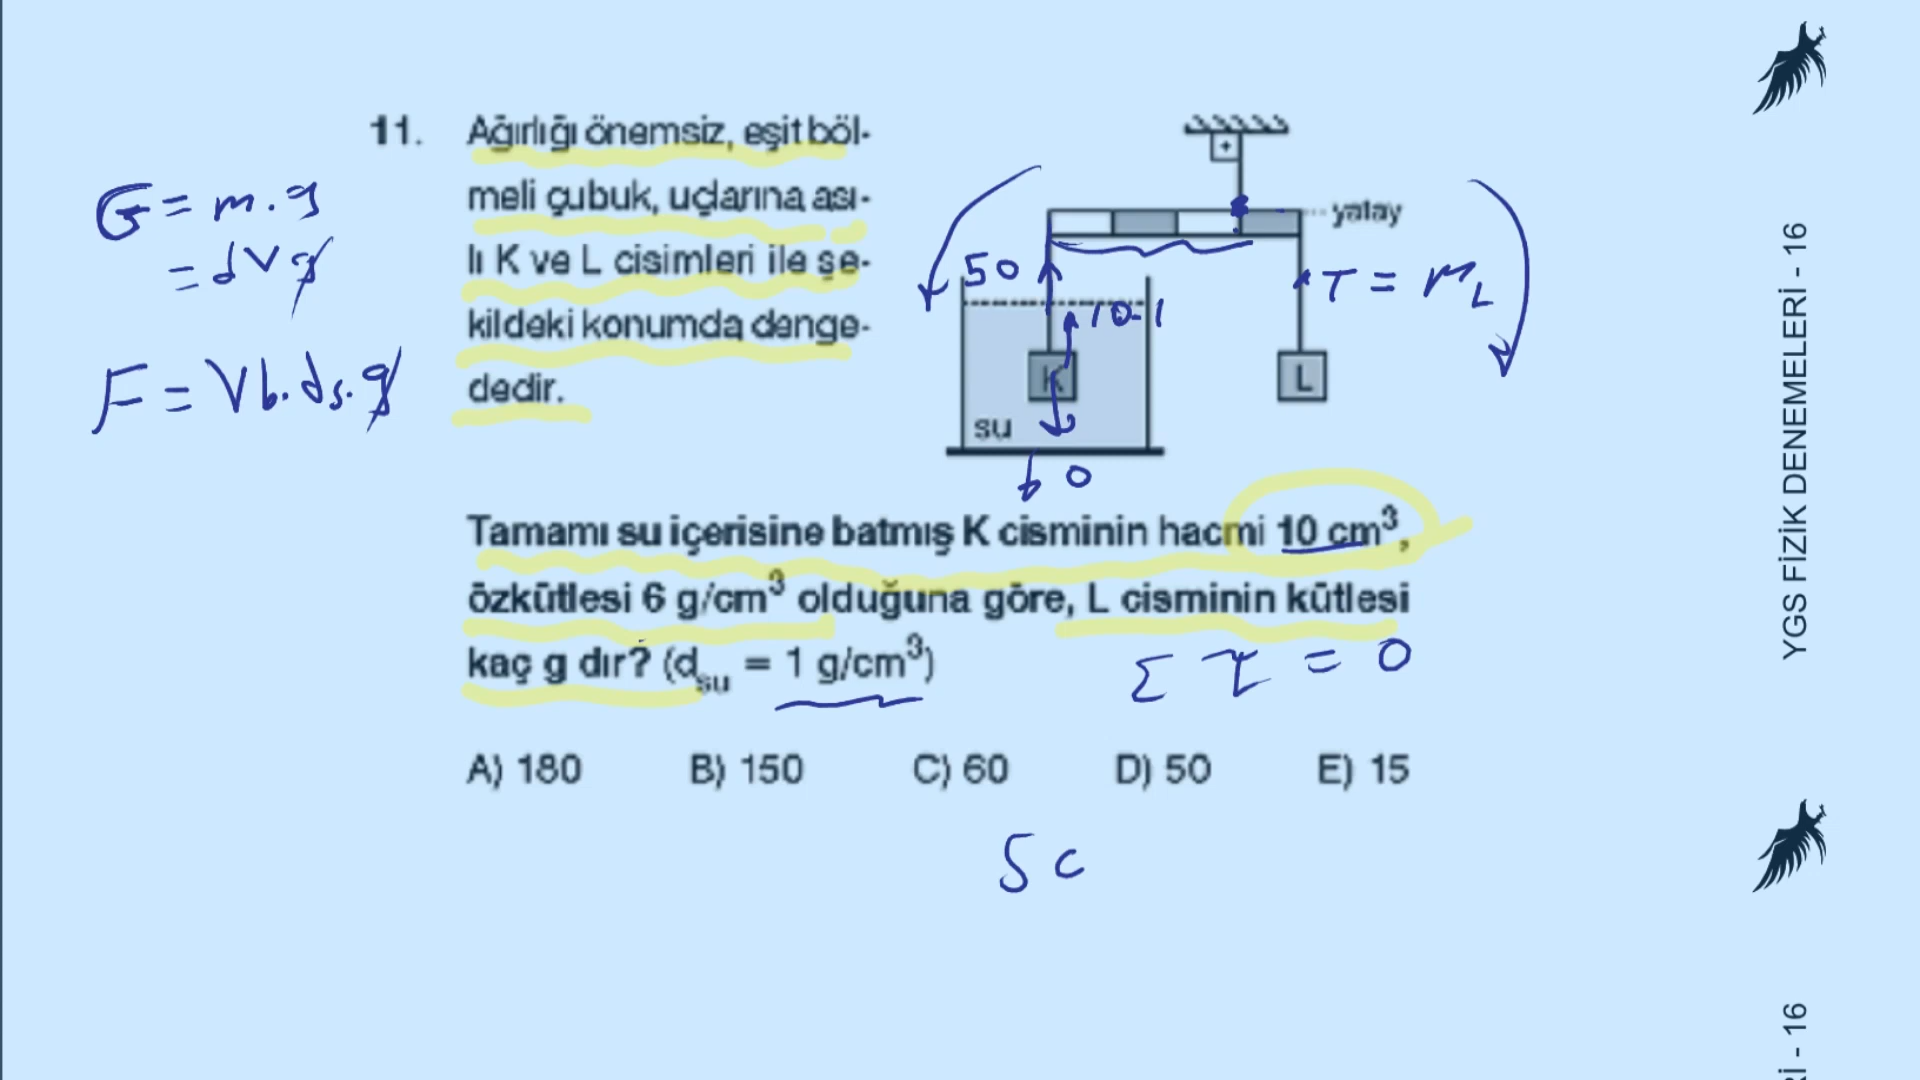 11. Ağırlığı önemsiz, eşit böl-
meli çubuk, uçlarına ası-
lı K ve L cisimleri ile şe-
kildeki konumda denge-
dedir.
G = m.g
= dVg
F = Vb.ds.g
+
yatay
50
10.1
T = mL
K
L
su
60
Tamamı su içerisine batmış K cisminin hacmi 10 cm³,
özkütlesi 6 g/cm³ olduğuna göre, L cisminin kütlesi
kaç g dır? (dsu = 1 g/cm³)
Σ τ = 0
A) 180 B) 150 C) 60 D) 50 E) 15
YGS FİZİK DENEMELERİ - 16
İ - 16